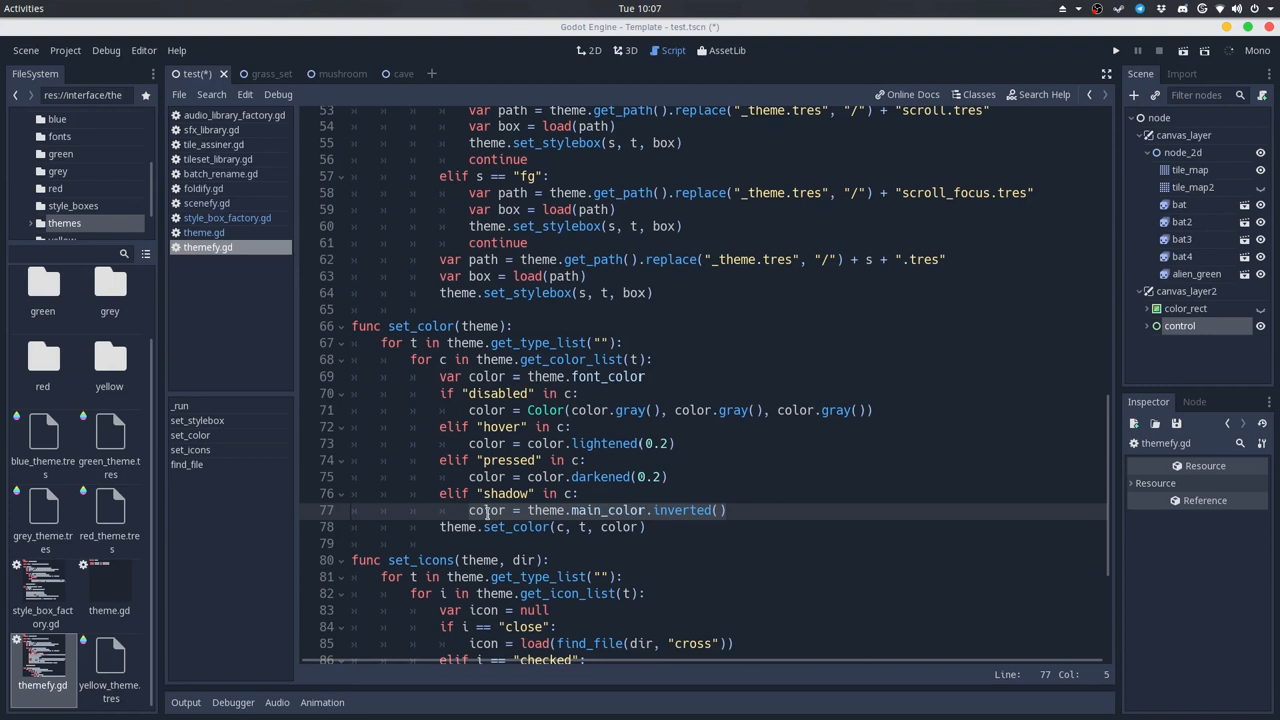 Activities
Tue 10:07
Godot Engine - Template - test.tscn (*)
Scene Project Debug Editor Help
2D 3D Script AssetLib
Mono
FileSystem
res://interface/the
blue
fonts
green
grey
red
style_boxes
themes
green
grey
red
yellow
blue_theme.tres
green_theme.tres
grey_theme.tres
red_theme.tres
style_box_factory.gd
theme.gd
themefy.gd
yellow_theme.tres
test(*) grass_set mushroom cave
File Search Edit Debug
Online Docs Classes Search Help
audio_library_factory.gd
sfx_library.gd
tile_assiner.gd
tileset_library.gd
batch_rename.gd
foldify.gd
scenefy.gd
style_box_factory.gd
theme.gd
themefy.gd
_run
set_stylebox
set_color
set_icons
find_file
53 var path = theme.get_path().replace("_theme.tres", "/") + "scroll.tres"
54 var box = load(path)
55 theme.set_stylebox(s, t, box)
56 continue
57 elif s == "fg":
58 var path = theme.get_path().replace("_theme.tres", "/") + "scroll_focus.tres"
59 var box = load(path)
60 theme.set_stylebox(s, t, box)
61 continue
62 var path = theme.get_path().replace("_theme.tres", "/") + s + ".tres"
63 var box = load(path)
64 theme.set_stylebox(s, t, box)
65
66 func set_color(theme):
67 for t in theme.get_type_list(""):
68 for c in theme.get_color_list(t):
69 var color = theme.font_color
70 if "disabled" in c:
71 color = Color(color.gray(), color.gray(), color.gray())
72 elif "hover" in c:
73 color = color.lightened(0.2)
74 elif "pressed" in c:
75 color = color.darkened(0.2)
76 elif "shadow" in c:
77 color = theme.main_color.inverted()
78 theme.set_color(c, t, color)
79
80 func set_icons(theme, dir):
81 for t in theme.get_type_list(""):
82 for i in theme.get_icon_list(t):
83 var icon = null
84 if i == "close":
85 icon = load(find_file(dir, "cross"))
86 elif i == "checked":
Line: 77 Col: 5
Output Debugger Audio Animation
Scene Import
Filter nodes
node
canvas_layer
node_2d
tile_map
tile_map2
bat
bat2
bat3
bat4
alien_green
canvas_layer2
color_rect
control
Inspector Node
themefy.gd
Resource
Resource
Reference